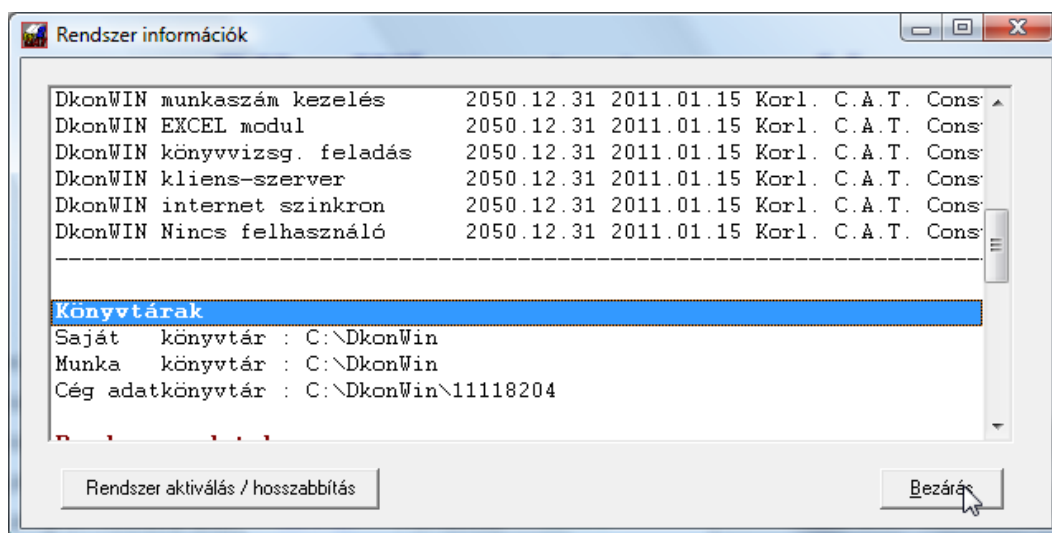 Rendszer információk
DkonWIN munkaszám kezelés 2050.12.31 2011.01.15 Korl. C.A.T. Cons
DkonWIN EXCEL modul 2050.12.31 2011.01.15 Korl. C.A.T. Cons
DkonWIN könyvvizsg. feladás 2050.12.31 2011.01.15 Korl. C.A.T. Cons
DkonWIN kliens-szerver 2050.12.31 2011.01.15 Korl. C.A.T. Cons
DkonWIN internet szinkron 2050.12.31 2011.01.15 Korl. C.A.T. Cons
DkonWIN Nincs felhasználó 2050.12.31 2011.01.15 Korl. C.A.T. Cons
Könyvtárak
Saját könyvtár : C:\DkonWin
Munka könyvtár : C:\DkonWin
Cég adatkönyvtár : C:\DkonWin\11118204
Rendszer aktiválás / hosszabbítás
Bezárás